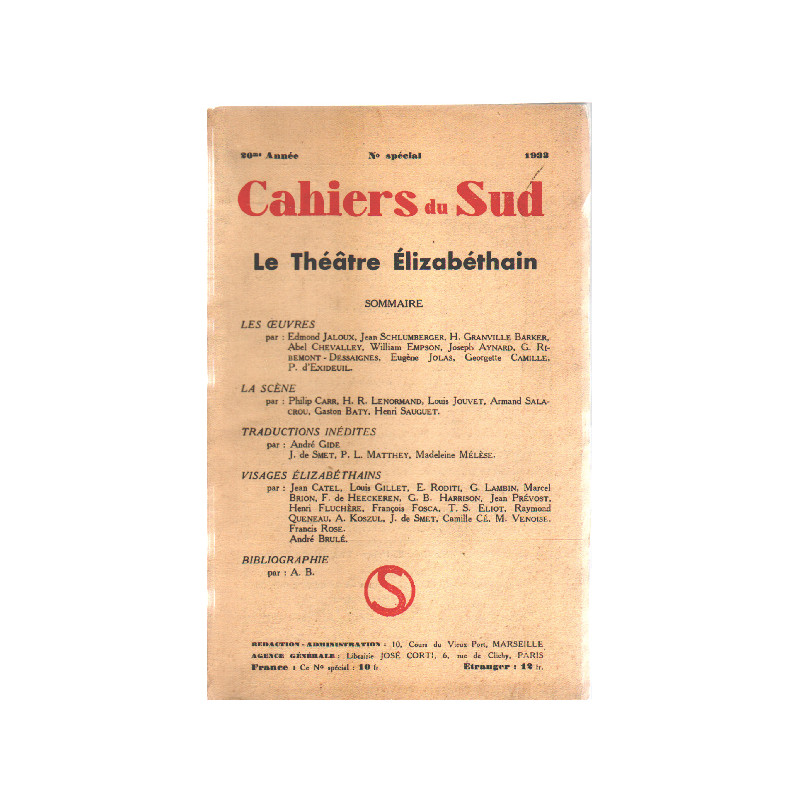 20me Année No spécial 1933
Cahiers du Sud
Le Théâtre Élizabéthain
SOMMAIRE
LES ŒUVRES
par : Edmond JALOUX, Jean SCHLUMBERGER, H. GRANVILLE BARKER,
Abel CHEVALLEY, William EMPSON, Joseph AYNARD, G. RI-
BEMONT-DESSAIGNES, Eugène JOLAS, Georgette CAMILLE,
P. d'EXIDEUIL.
LA SCÈNE
par : Philip CARR, H. R. LENORMAND, Louis JOUVET, Armand SALA-
CROU, Gaston BATY, Henri SAUGUET.
TRADUCTIONS INÉDITES
par : André GIDE
J. de SMET, P. L. MATTHEY, Madeleine MÉLÈSE.
VISAGES ÉLIZABÉTHAINS
par : Jean CATEL, Louis GILLET, E. RODITI, G. LAMBIN, Marcel
BRION, F. de HEECKEREN, G. B. HARRISON, Jean PRÉVOST,
Henri FLUCHÈRE, François FOSCA, T. S. ELIOT, Raymond
QUENEAU, A. KOSZUL, J. de SMET, Camille CÉ, M. VENOISE,
Francis ROSE.
André BRULÉ.
BIBLIOGRAPHIE
par : A. B.
S
REDACTION-ADMINISTRATION : 10, Cours du Vieux Port, MARSEILLE
AGENCE GÉNÉRALE : Librairie JOSÉ CORTI, 6, rue de Clichy, PARIS
France : Ce No spécial : 10 fr. Étranger : 12 fr.